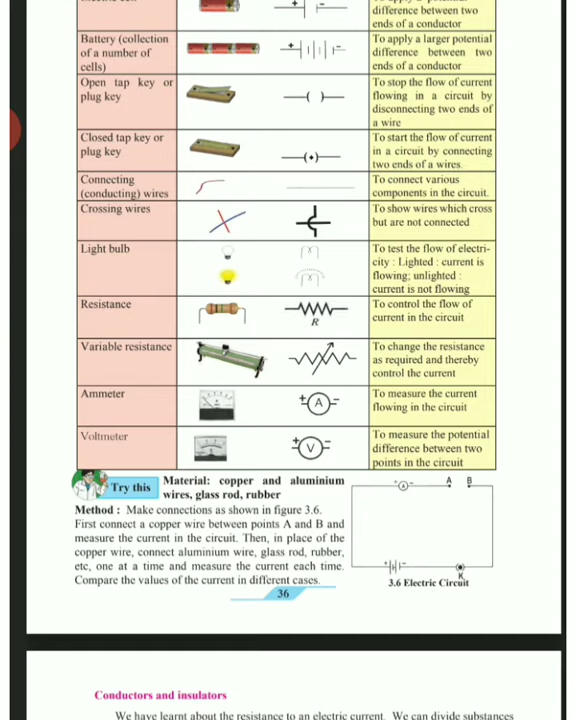 difference between two
ends of a conductor
Battery (collection
of a number of
cells)
To apply a larger potential
difference between two
ends of a conductor
Open tap key or
plug key
To stop the flow of current
flowing in a circuit by
disconnecting two ends of
a wire
Closed tap key or
plug key
To start the flow of current
in a circuit by connecting
two ends of a wires.
Connecting
(conducting) wires
To connect various
components in the circuit.
Crossing wires
To show wires which cross
but are not connected
Light bulb
To test the flow of electri-
city : Lighted : current is
flowing; unlighted :
current is not flowing
Resistance
R
To control the flow of
current in the circuit
Variable resistance
To change the resistance
as required and thereby
control the current
Ammeter
+ A -
To measure the current
flowing in the circuit
Voltmeter
+ V -
To measure the potential
difference between two
points in the circuit
Try this
Material: copper and aluminium
wires, glass rod, rubber
Method : Make connections as shown in figure 3.6.
First connect a copper wire between points A and B and
measure the current in the circuit. Then, in place of the
copper wire, connect aluminium wire, glass rod, rubber,
etc, one at a time and measure the current each time.
Compare the values of the current in different cases.
A
A B
K
3.6 Electric Circuit
36
Conductors and insulators
We have learnt about the resistance to an electric current. We can divide substances